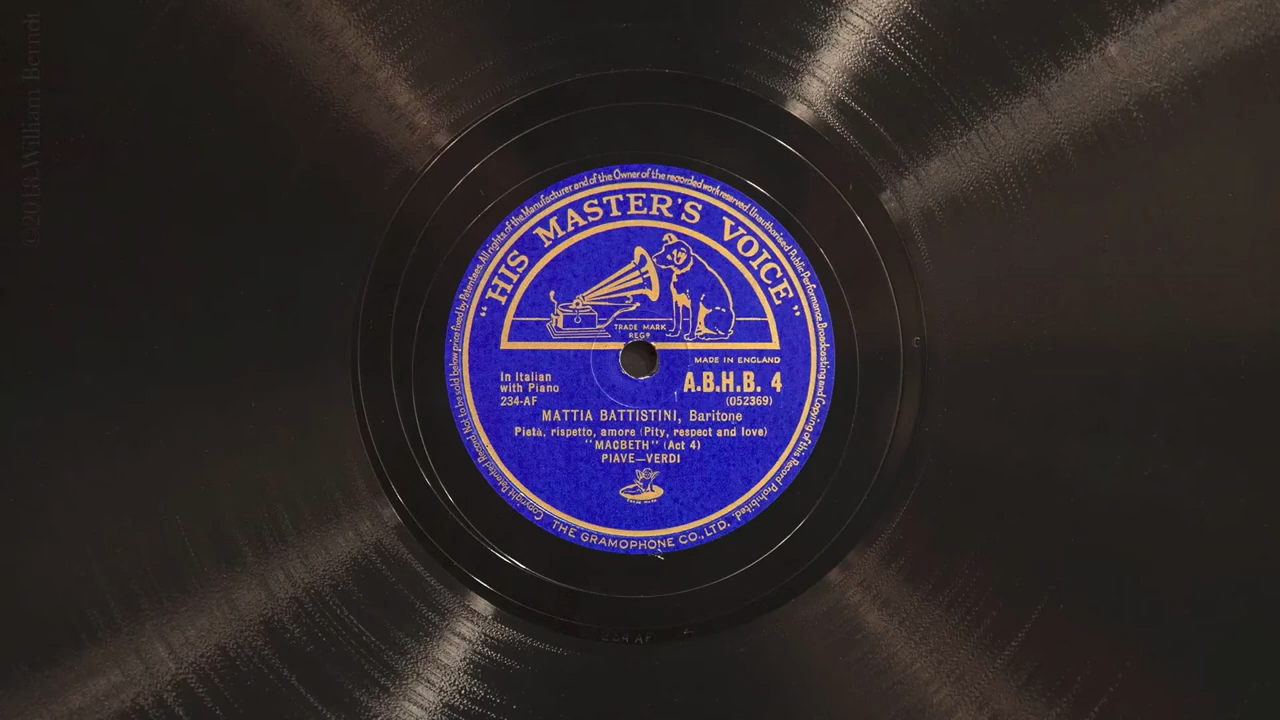 ©2018 William Berndt
Copyright Patented Record Not to be sold below price fixed by Patentees. All rights of the Manufacturer and of the Owner of the recorded work reserved. Unauthorised Public Performance Broadcasting and Copying of this Record Prohibited.
"HIS MASTER'S VOICE"
TRADE MARK
REGD
MADE IN ENGLAND
In Italian
with Piano
234-AF
A.B.H.B. 4
(052369)
MATTIA BATTISTINI, Baritone
Pietà, rispetto, amore (Pity, respect and love)
"MACBETH" (Act 4)
PIAVE—VERDI
TRADE MARK
THE GRAMOPHONE CO., LTD.
234 AF